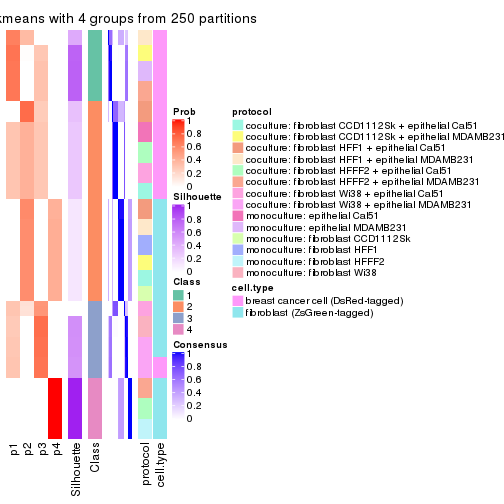 kmeans with 4 groups from 250 partitions
Prob
1
0.8
0.6
0.4
0.2
0
Silhouette
1
0.8
0.6
0.4
0.2
0
Class
1
2
3
4
Consensus
1
0.8
0.6
0.4
0.2
0
protocol
coculture: fibroblast CCD1112Sk + epithelial Cal51
coculture: fibroblast CCD1112Sk + epithelial MDAMB231
coculture: fibroblast HFF1 + epithelial Cal51
coculture: fibroblast HFF1 + epithelial MDAMB231
coculture: fibroblast HFFF2 + epithelial Cal51
coculture: fibroblast HFFF2 + epithelial MDAMB231
coculture: fibroblast Wi38 + epithelial Cal51
coculture: fibroblast Wi38 + epithelial MDAMB231
monoculture: epithelial Cal51
monoculture: epithelial MDAMB231
monoculture: fibroblast CCD1112Sk
monoculture: fibroblast HFF1
monoculture: fibroblast HFFF2
monoculture: fibroblast Wi38
cell.type
breast cancer cell (DsRed-tagged)
fibroblast (ZsGreen-tagged)
p1
p2
p3
p4
Silhouette
Class
protocol
cell.type